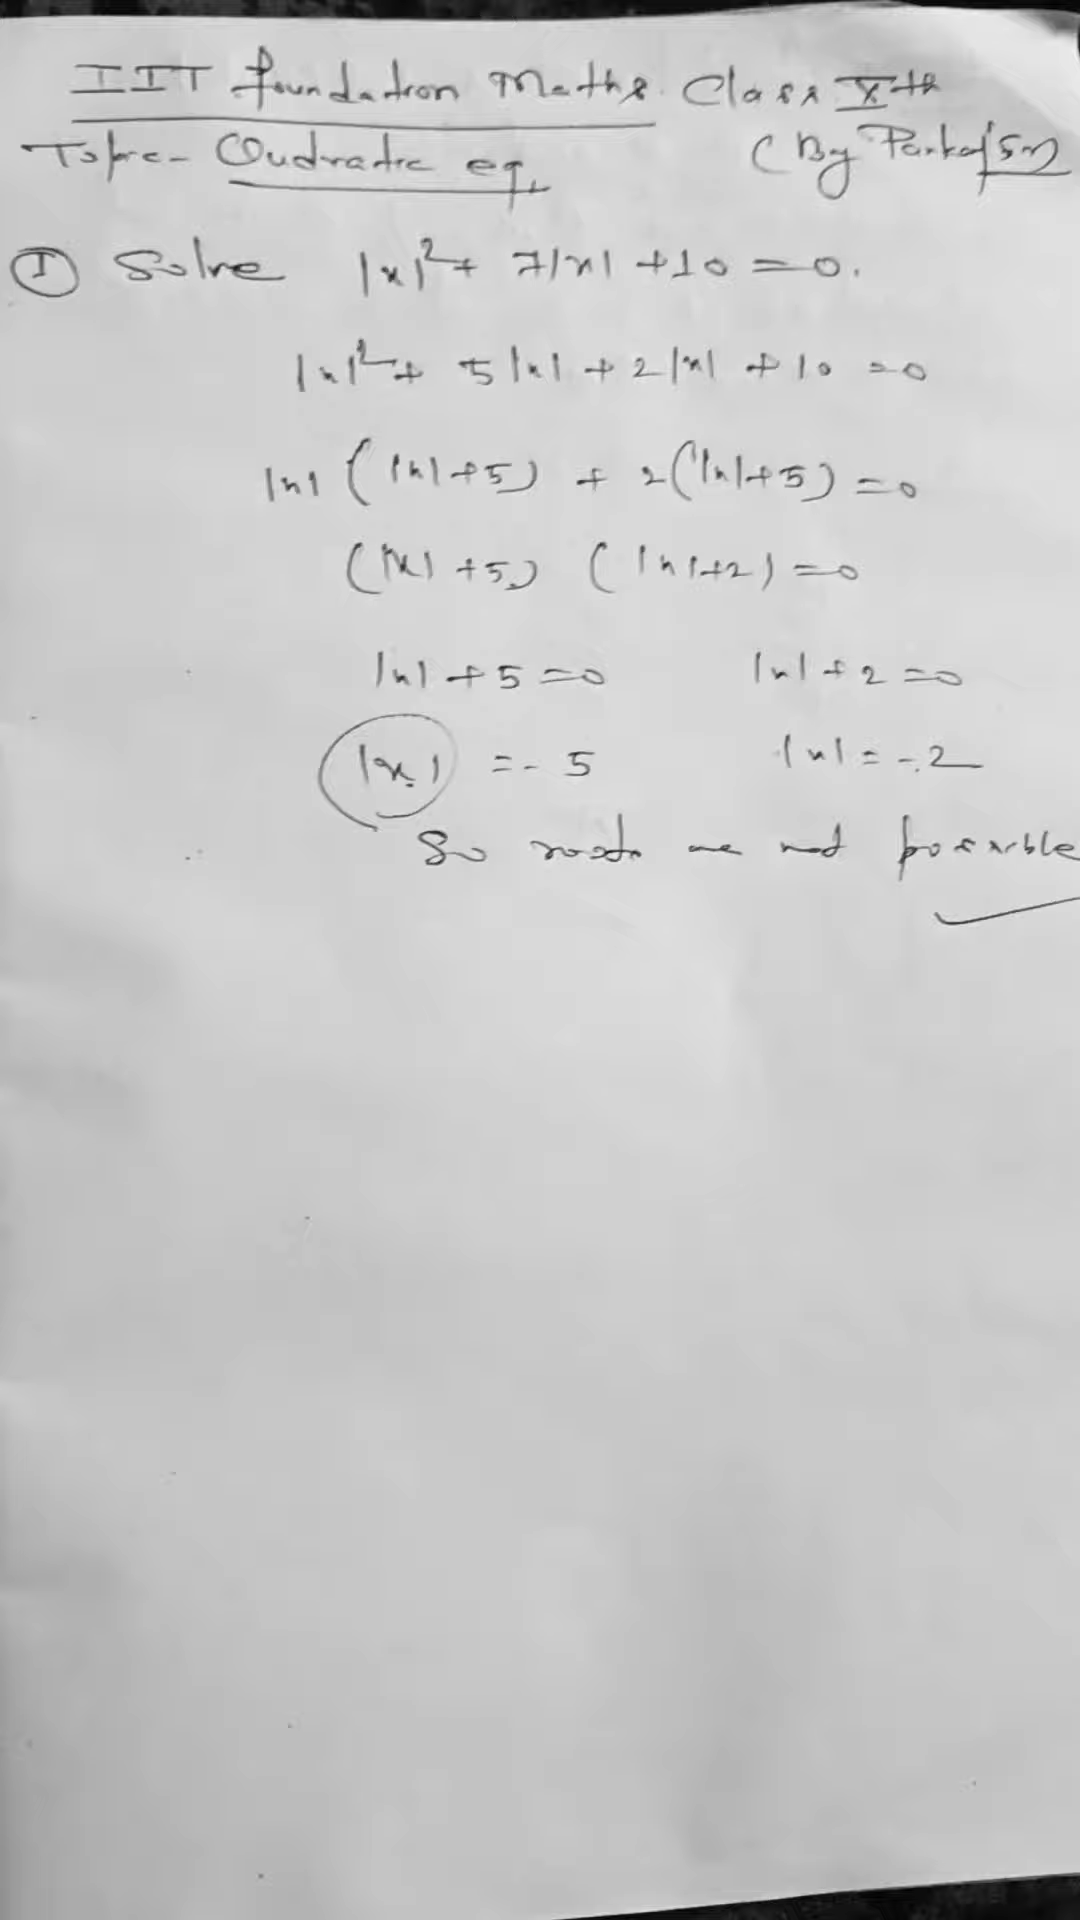 IIT foundation Maths Class Xth
Topic- Qudratic eq.
(By Pankaj Sir)
① Solve |x|²+ 7|x| +10 =0.
|x|²+ 5|x| + 2|x| + 10 =0
|x| (|x|+5) + 2(|x|+5) =0
(|x| +5) (|x|+2) =0
|x| +5 =0 |x| +2 =0
|x| =- 5 |x| =-2
So roots are not possible